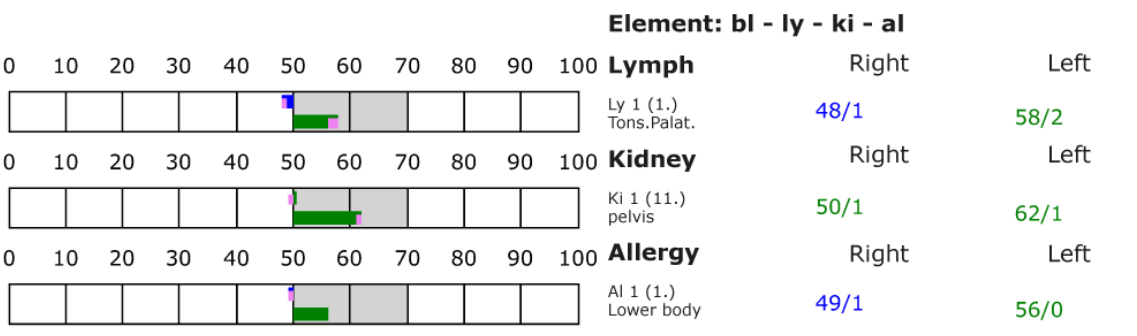 Element: bl - ly - ki - al
0 10 20 30 40 50 60 70 80 90 100 Lymph Right Left
Ly 1 (1.) 48/1 58/2
Tons.Palat.
0 10 20 30 40 50 60 70 80 90 100 Kidney Right Left
Ki 1 (11.) 50/1 62/1
pelvis
0 10 20 30 40 50 60 70 80 90 100 Allergy Right Left
Al 1 (1.) 49/1 56/0
Lower body